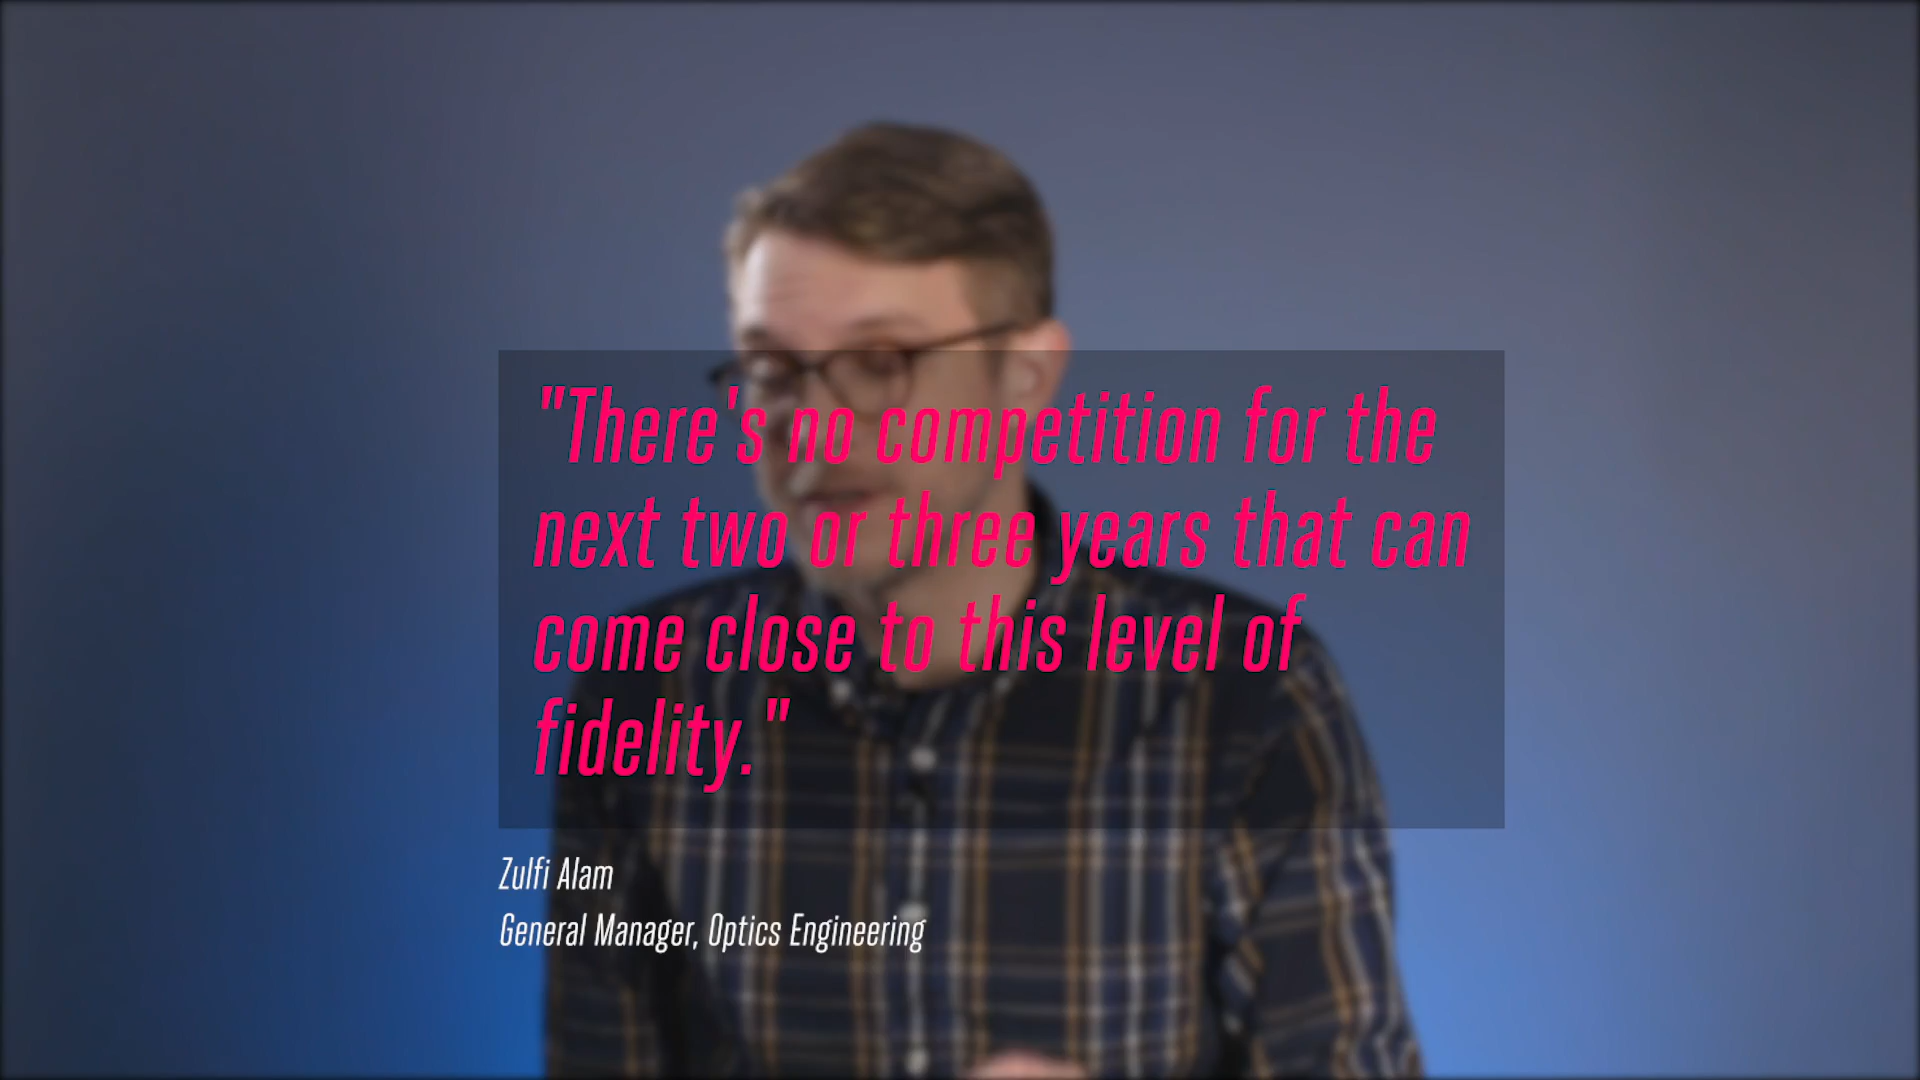 "There's no competition for the
next two or three years that can
come close to this level of
fidelity."
Zulfi Alam
General Manager, Optics Engineering